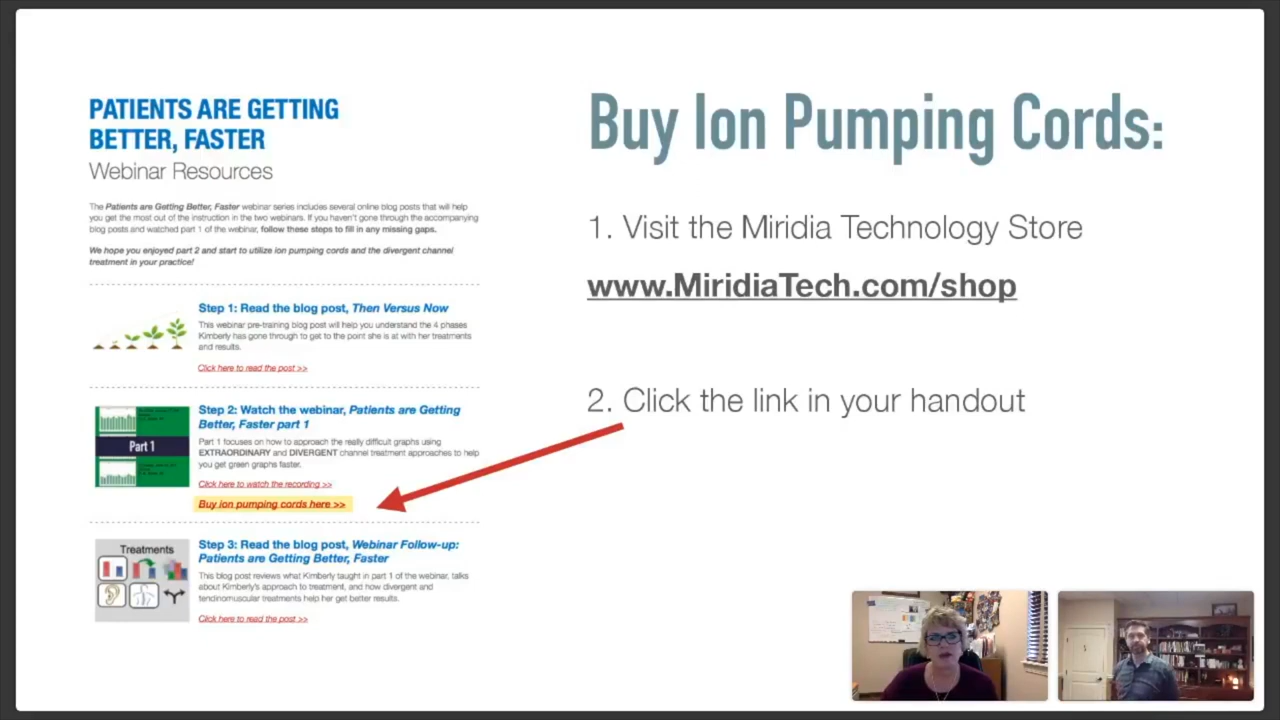 PATIENTS ARE GETTING
BETTER, FASTER
Webinar Resources
The Patients are Getting Better, Faster webinar series includes several online blog posts that will help
you get the most out of the instruction in the two webinars. If you haven't gone through the accompanying
blog posts and watched part 1 of the webinar, follow these steps to fill in any missing gaps.
We hope you enjoyed part 2 and start to utilize ion pumping cords and the divergent channel
treatment in your practice!
Step 1: Read the blog post, Then Versus Now
This webinar pre-training blog post will help you understand the 4 phases
Kimberly has gone through to get to the point she is at with her treatments
and results.
Click here to read the post >>
Part 1
Step 2: Watch the webinar, Patients are Getting
Better, Faster part 1
Part 1 focuses on how to approach the really difficult graphs using
EXTRAORDINARY and DIVERGENT channel treatment approaches to help
you get green graphs faster.
Click here to watch the recording >>
Buy ion pumping cords here >>
Treatments
Step 3: Read the blog post, Webinar Follow-up:
Patients are Getting Better, Faster
This blog post reviews what Kimberly taught in part 1 of the webinar, talks
about Kimberly's approach to treatment, and how divergent and
tendinomuscular treatments help her get better results.
Click here to read the post >>
Buy Ion Pumping Cords:
1. Visit the Miridia Technology Store
www.MiridiaTech.com/shop
2. Click the link in your handout